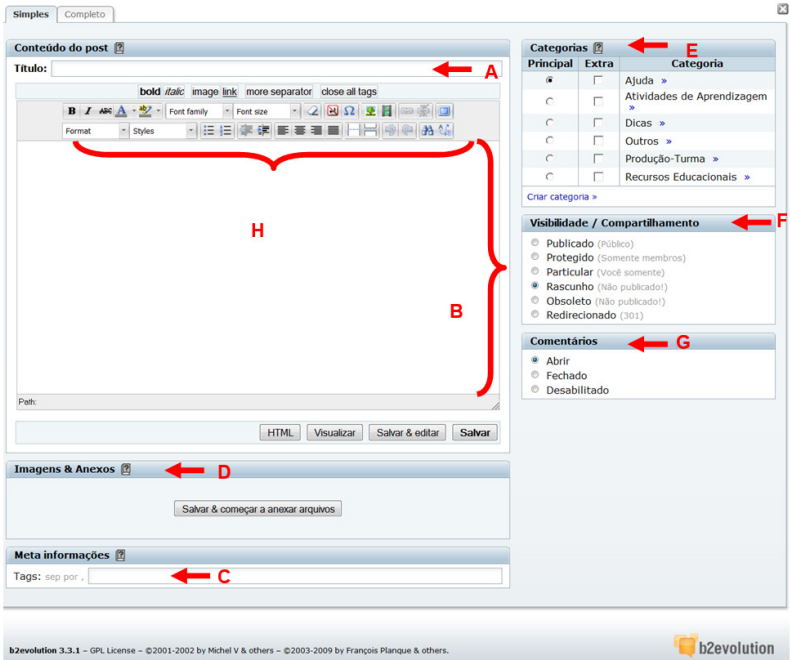 Simples Completo
Conteúdo do post
Título:
A
bold italic image link more separator close all tags
B I ABC A ab Font family Font size
Format Styles
H
B
Path:
HTML Visualizar Salvar & editar Salvar
Imagens & Anexos
D
Salvar & começar a anexar arquivos
Meta informações
Tags: sep por ,
C
Categorias
E
Principal Extra Categoria
Ajuda »
Atividades de Aprendizagem
»
Dicas »
Outros »
Produção-Turma »
Recursos Educacionais »
Criar categoria »
Visibilidade / Compartilhamento
F
Publicado (Público)
Protegido (Somente membros)
Particular (Você somente)
Rascunho (Não publicado!)
Obsoleto (Não publicado!)
Redirecionado (301)
Comentários
G
Abrir
Fechado
Desabilitado
b2evolution 3.3.1 – GPL License – ©2001-2002 by Michel V & others – ©2003-2009 by François Planque & others.
b2evolution